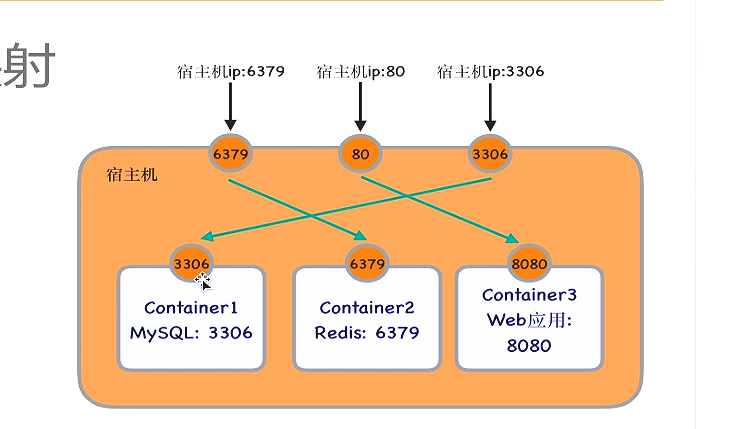 射
宿主机ip:6379
宿主机ip:80
宿主机ip:3306
6379
80
3306
宿主机
3306
6379
8080
Container1
MySQL: 3306
Container2
Redis: 6379
Container3
Web应用:
8080